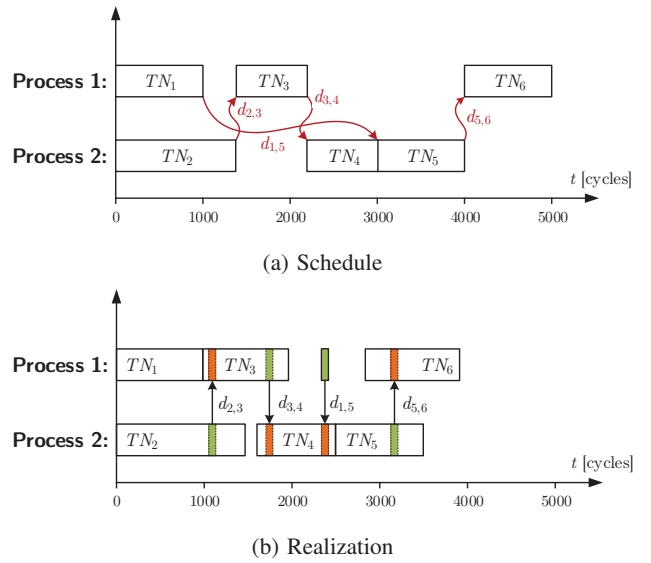 Process 1: TN₁ TN₃ TN₆
d₂,₃ d₃,₄
d₁,₅ d₅,₆
Process 2: TN₂ TN₄ TN₅
t [cycles]
0 1000 2000 3000 4000 5000
(a) Schedule
Process 1: TN₁ TN₃ TN₆
d₂,₃ d₃,₄ d₁,₅ d₅,₆
Process 2: TN₂ TN₄ TN₅
t [cycles]
0 1000 2000 3000 4000 5000
(b) Realization